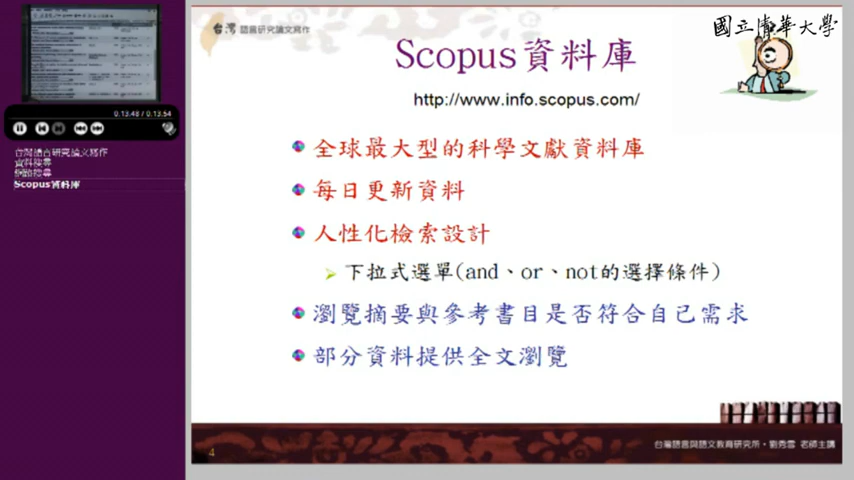 0:13:48 / 0:13:54
台灣語言研究論文寫作
資料搜尋
網路搜尋
Scopus資料庫
台灣 語言研究論文寫作
國立清華大學
Scopus資料庫
http://www.info.scopus.com/
全球最大型的科學文獻資料庫
每日更新資料
人性化檢索設計
下拉式選單(and、or、not的選擇條件)
瀏覽摘要與參考書目是否符合自己需求
部分資料提供全文瀏覽
4
台灣語言與語文教育研究所・劉秀雪 老師主講